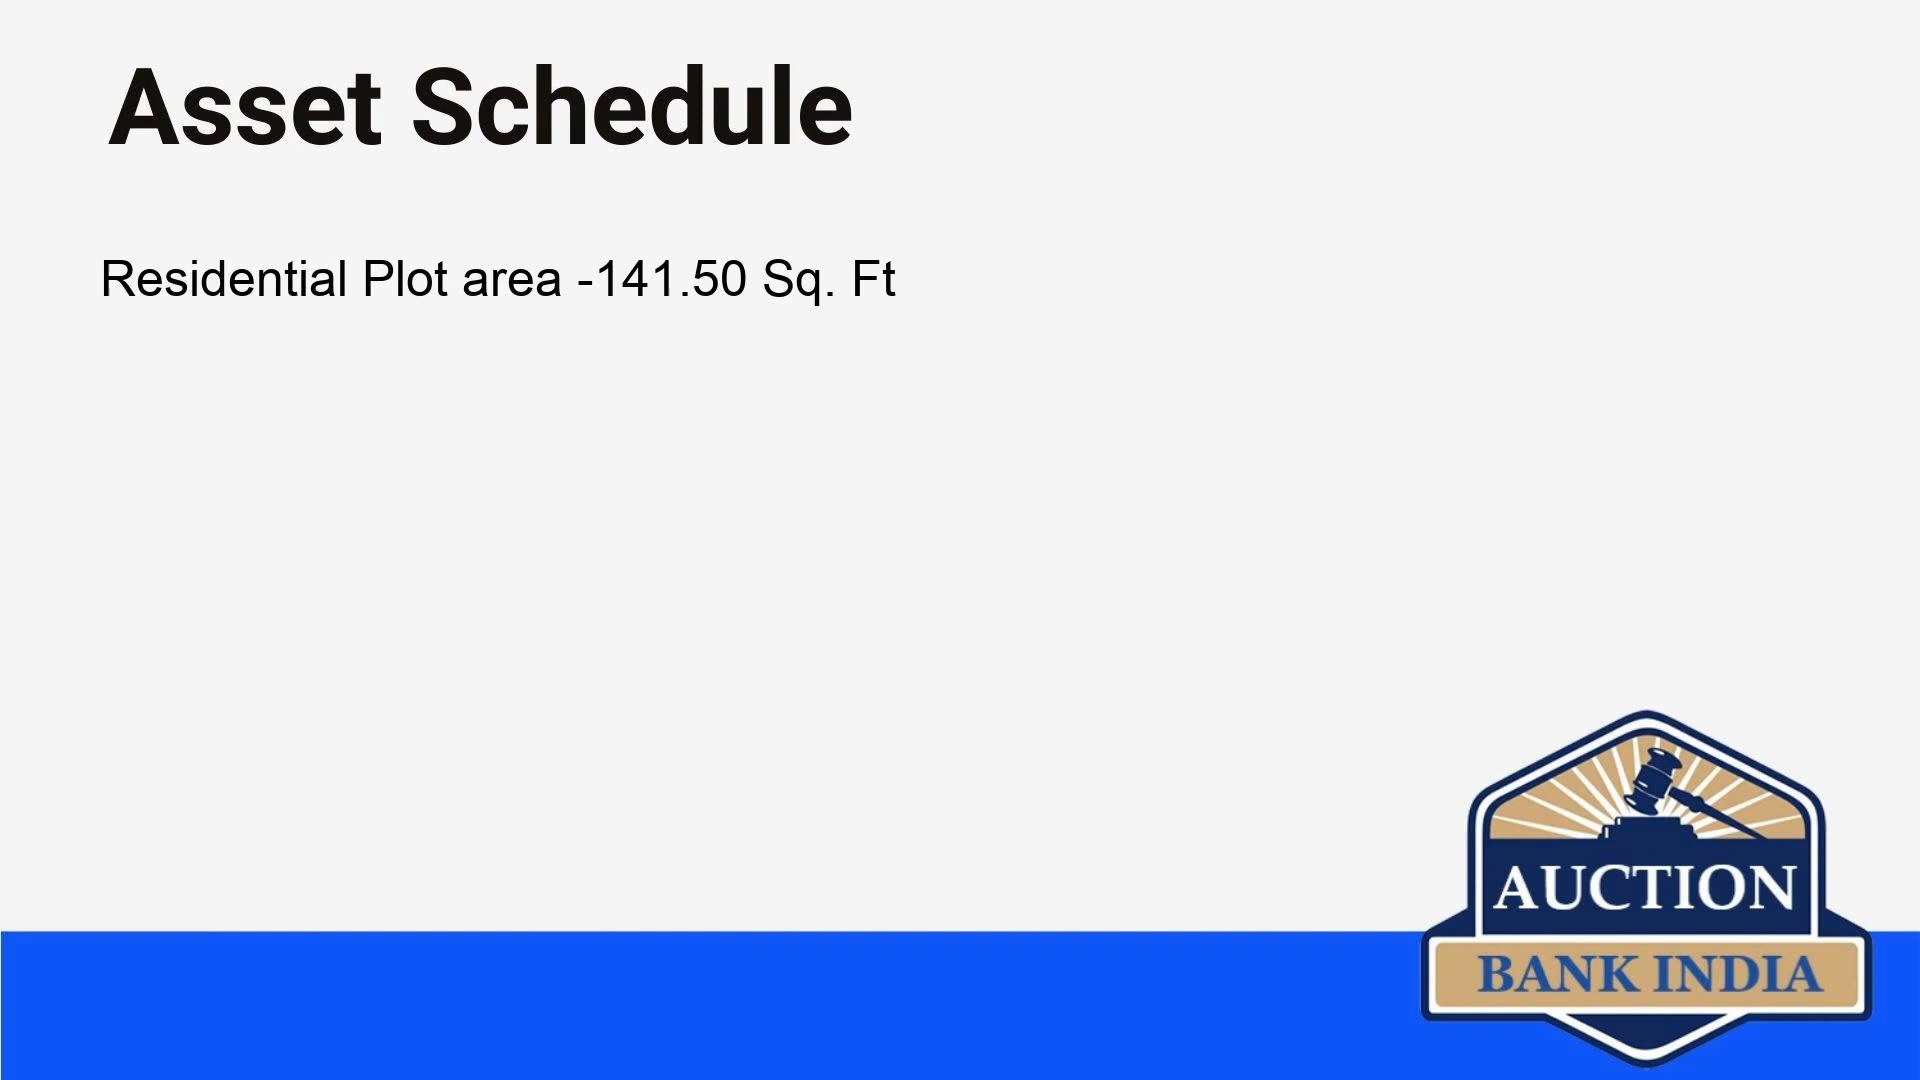 Asset Schedule
Residential Plot area -141.50 Sq. Ft
AUCTION
BANK INDIA